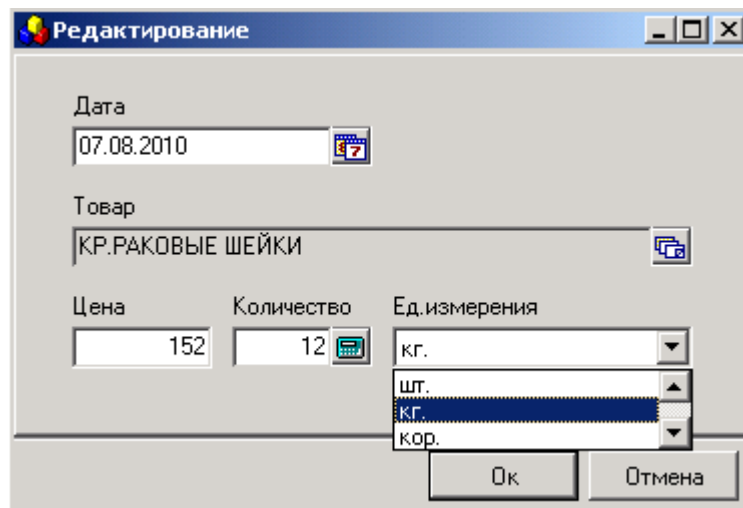 Редактирование
Дата
07.08.2010
Товар
КР.РАКОВЫЕ ШЕЙКИ
Цена Количество Ед.измерения
152 12 кг.
шт.
кг.
кор.
Ок Отмена